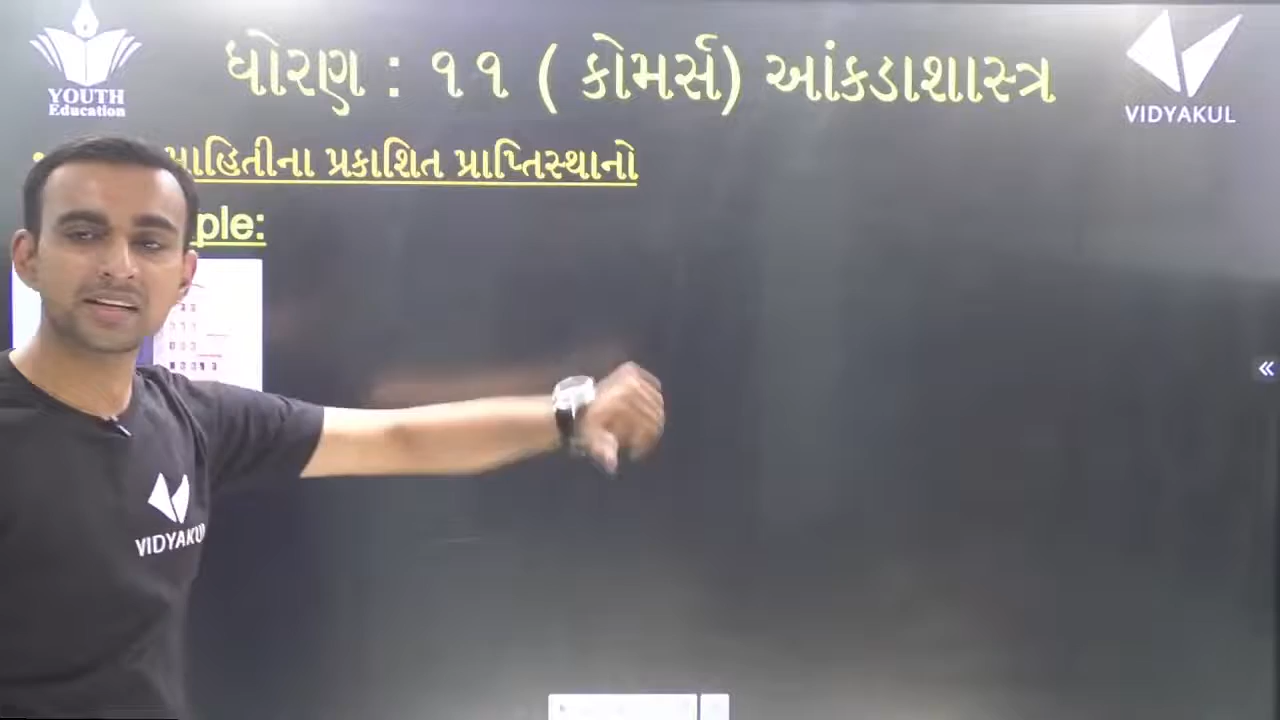 YOUTH
Education
ધોરણ : ૧૧ ( કોમર્સ) આંકડાશાસ્ત્ર
VIDYAKUL
માહિતીના પ્રકાશિત પ્રાપ્તિસ્થાનો
ple:
VIDYAKUL